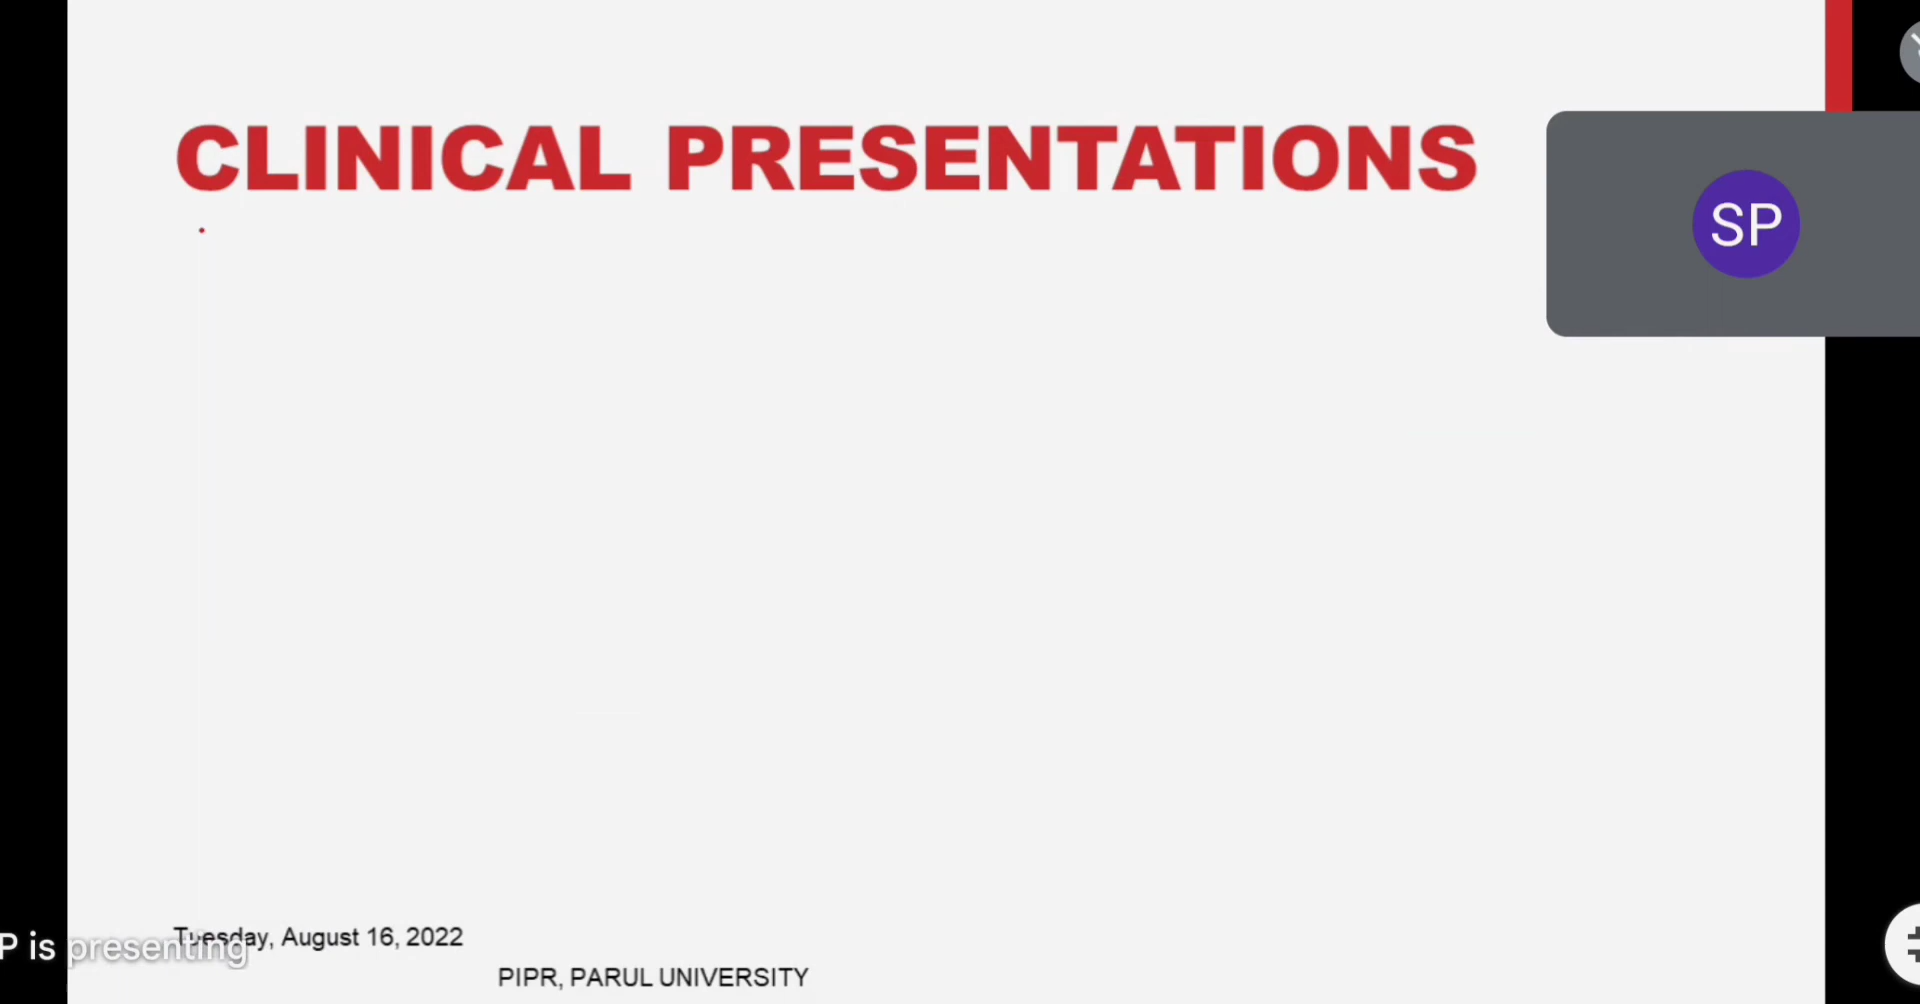 CLINICAL PRESENTATIONS
SP
Tuesday, August 16, 2022
P is presenting
PIPR, PARUL UNIVERSITY